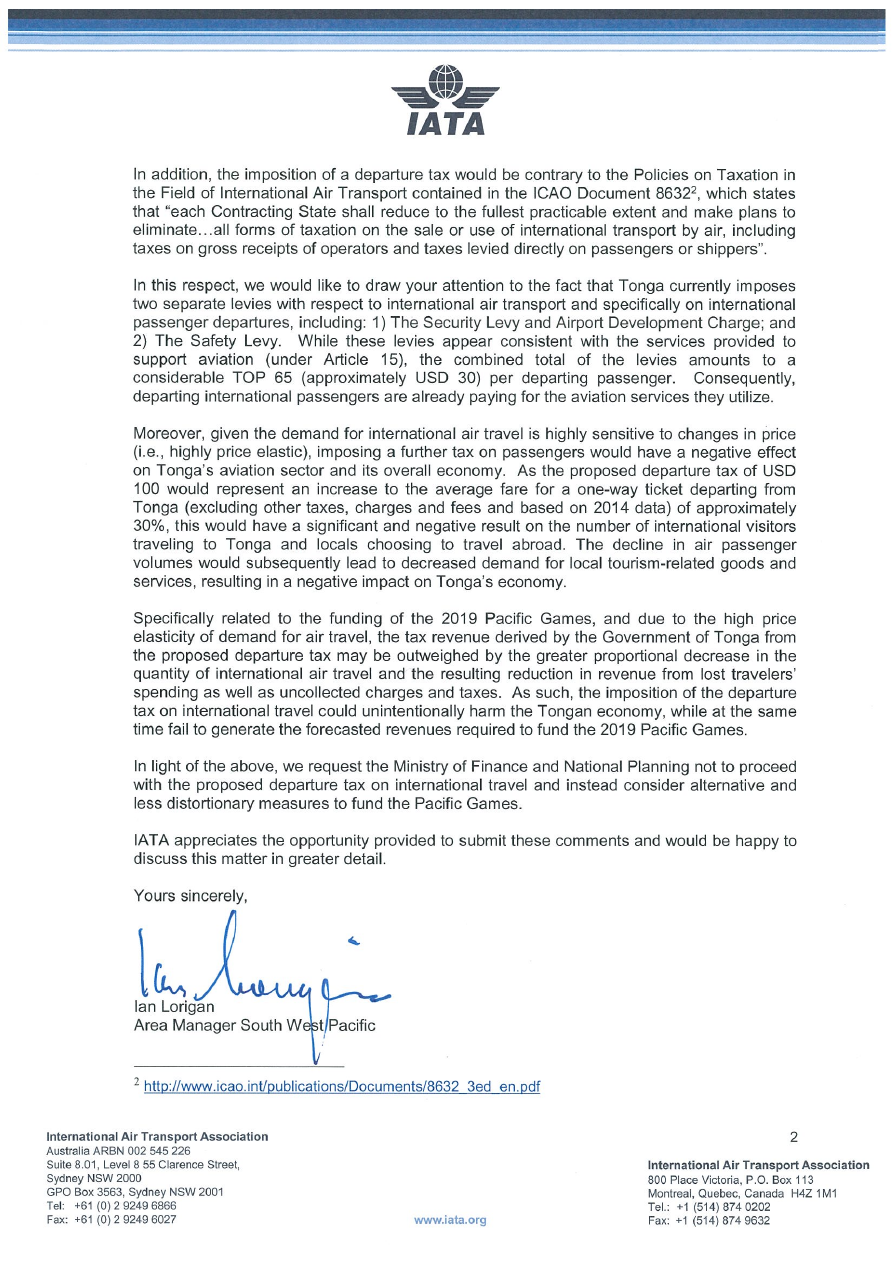 IATA
In addition, the imposition of a departure tax would be contrary to the Policies on Taxation in
the Field of International Air Transport contained in the ICAO Document 8632², which states
that “each Contracting State shall reduce to the fullest practicable extent and make plans to
eliminate…all forms of taxation on the sale or use of international transport by air, including
taxes on gross receipts of operators and taxes levied directly on passengers or shippers”.
In this respect, we would like to draw your attention to the fact that Tonga currently imposes
two separate levies with respect to international air transport and specifically on international
passenger departures, including: 1) The Security Levy and Airport Development Charge; and
2) The Safety Levy. While these levies appear consistent with the services provided to
support aviation (under Article 15), the combined total of the levies amounts to a
considerable TOP 65 (approximately USD 30) per departing passenger. Consequently,
departing international passengers are already paying for the aviation services they utilize.
Moreover, given the demand for international air travel is highly sensitive to changes in price
(i.e., highly price elastic), imposing a further tax on passengers would have a negative effect
on Tonga's aviation sector and its overall economy. As the proposed departure tax of USD
100 would represent an increase to the average fare for a one-way ticket departing from
Tonga (excluding other taxes, charges and fees and based on 2014 data) of approximately
30%, this would have a significant and negative result on the number of international visitors
traveling to Tonga and locals choosing to travel abroad. The decline in air passenger
volumes would subsequently lead to decreased demand for local tourism-related goods and
services, resulting in a negative impact on Tonga's economy.
Specifically related to the funding of the 2019 Pacific Games, and due to the high price
elasticity of demand for air travel, the tax revenue derived by the Government of Tonga from
the proposed departure tax may be outweighed by the greater proportional decrease in the
quantity of international air travel and the resulting reduction in revenue from lost travelers'
spending as well as uncollected charges and taxes. As such, the imposition of the departure
tax on international travel could unintentionally harm the Tongan economy, while at the same
time fail to generate the forecasted revenues required to fund the 2019 Pacific Games.
In light of the above, we request the Ministry of Finance and National Planning not to proceed
with the proposed departure tax on international travel and instead consider alternative and
less distortionary measures to fund the Pacific Games.
IATA appreciates the opportunity provided to submit these comments and would be happy to
discuss this matter in greater detail.
Yours sincerely,
Ian Lorigan
Ian Lorigan
Area Manager South West Pacific
² http://www.icao.int/publications/Documents/8632_3ed_en.pdf
International Air Transport Association
Australia ARBN 002 545 226
Suite 8.01, Level 8 55 Clarence Street,
Sydney NSW 2000
GPO Box 3563, Sydney NSW 2001
Tel: +61 (0) 2 9249 6866
Fax: +61 (0) 2 9249 6027
www.iata.org
2
International Air Transport Association
800 Place Victoria, P.O. Box 113
Montreal, Quebec, Canada H4Z 1M1
Tel.: +1 (514) 874 0202
Fax: +1 (514) 874 9632